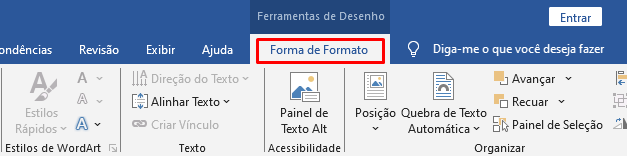 Ferramentas de Desenho
Entrar
ondências Revisão Exibir Ajuda Forma de Formato Diga-me o que você deseja fazer
Estilos Rápidos
A
A
A
Estilos de WordArt
Direção do Texto
Alinhar Texto
Criar Vínculo
Texto
Painel de
Texto Alt
Acessibilidade
Posição
Quebra de Texto
Automática
Avançar
Recuar
Painel de Seleção
Organizar